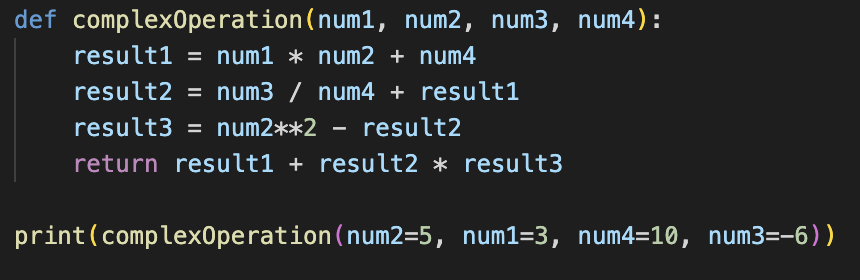 def complexOperation(num1, num2, num3, num4):
    result1 = num1 * num2 + num4
    result2 = num3 / num4 + result1
    result3 = num2**2 - result2
    return result1 + result2 * result3

print(complexOperation(num2=5, num1=3, num4=10, num3=-6))